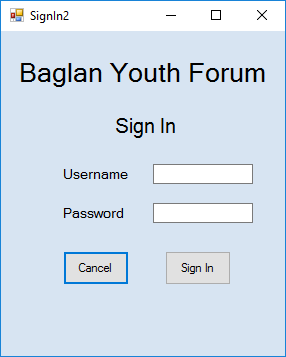 SignIn2
Baglan Youth Forum
Sign In
Username
Password
Cancel Sign In